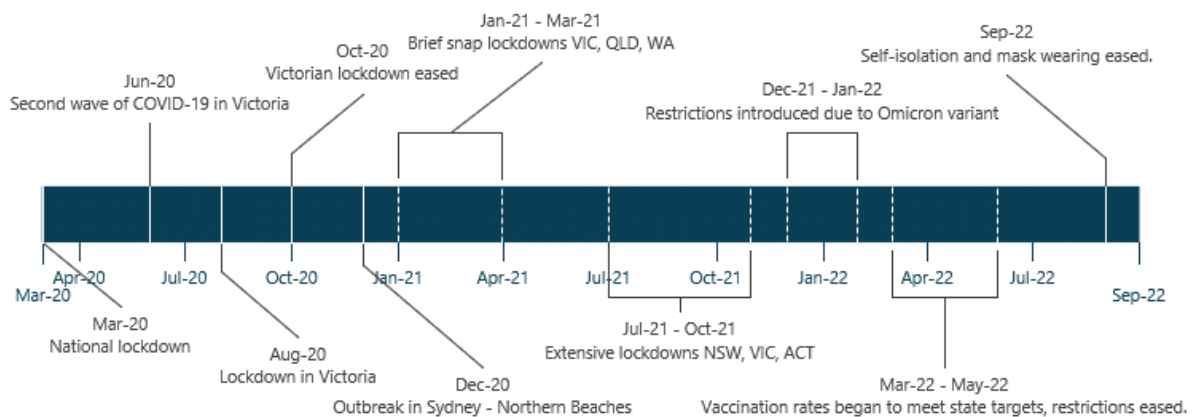 Jan-21 - Mar-21
Brief snap lockdowns VIC, QLD, WA
Sep-22
Self-isolation and mask wearing eased.
Oct-20
Victorian lockdown eased
Jun-20
Second wave of COVID-19 in Victoria
Dec-21 - Jan-22
Restrictions introduced due to Omicron variant
Mar-20
Apr-20
Jul-20
Oct-20
Jan-21
Apr-21
Jul-21
Oct-21
Jan-22
Apr-22
Jul-22
Sep-22
Mar-20
National lockdown
Aug-20
Lockdown in Victoria
Dec-20
Outbreak in Sydney - Northern Beaches
Jul-21 - Oct-21
Extensive lockdowns NSW, VIC, ACT
Mar-22 - May-22
Vaccination rates began to meet state targets, restrictions eased.